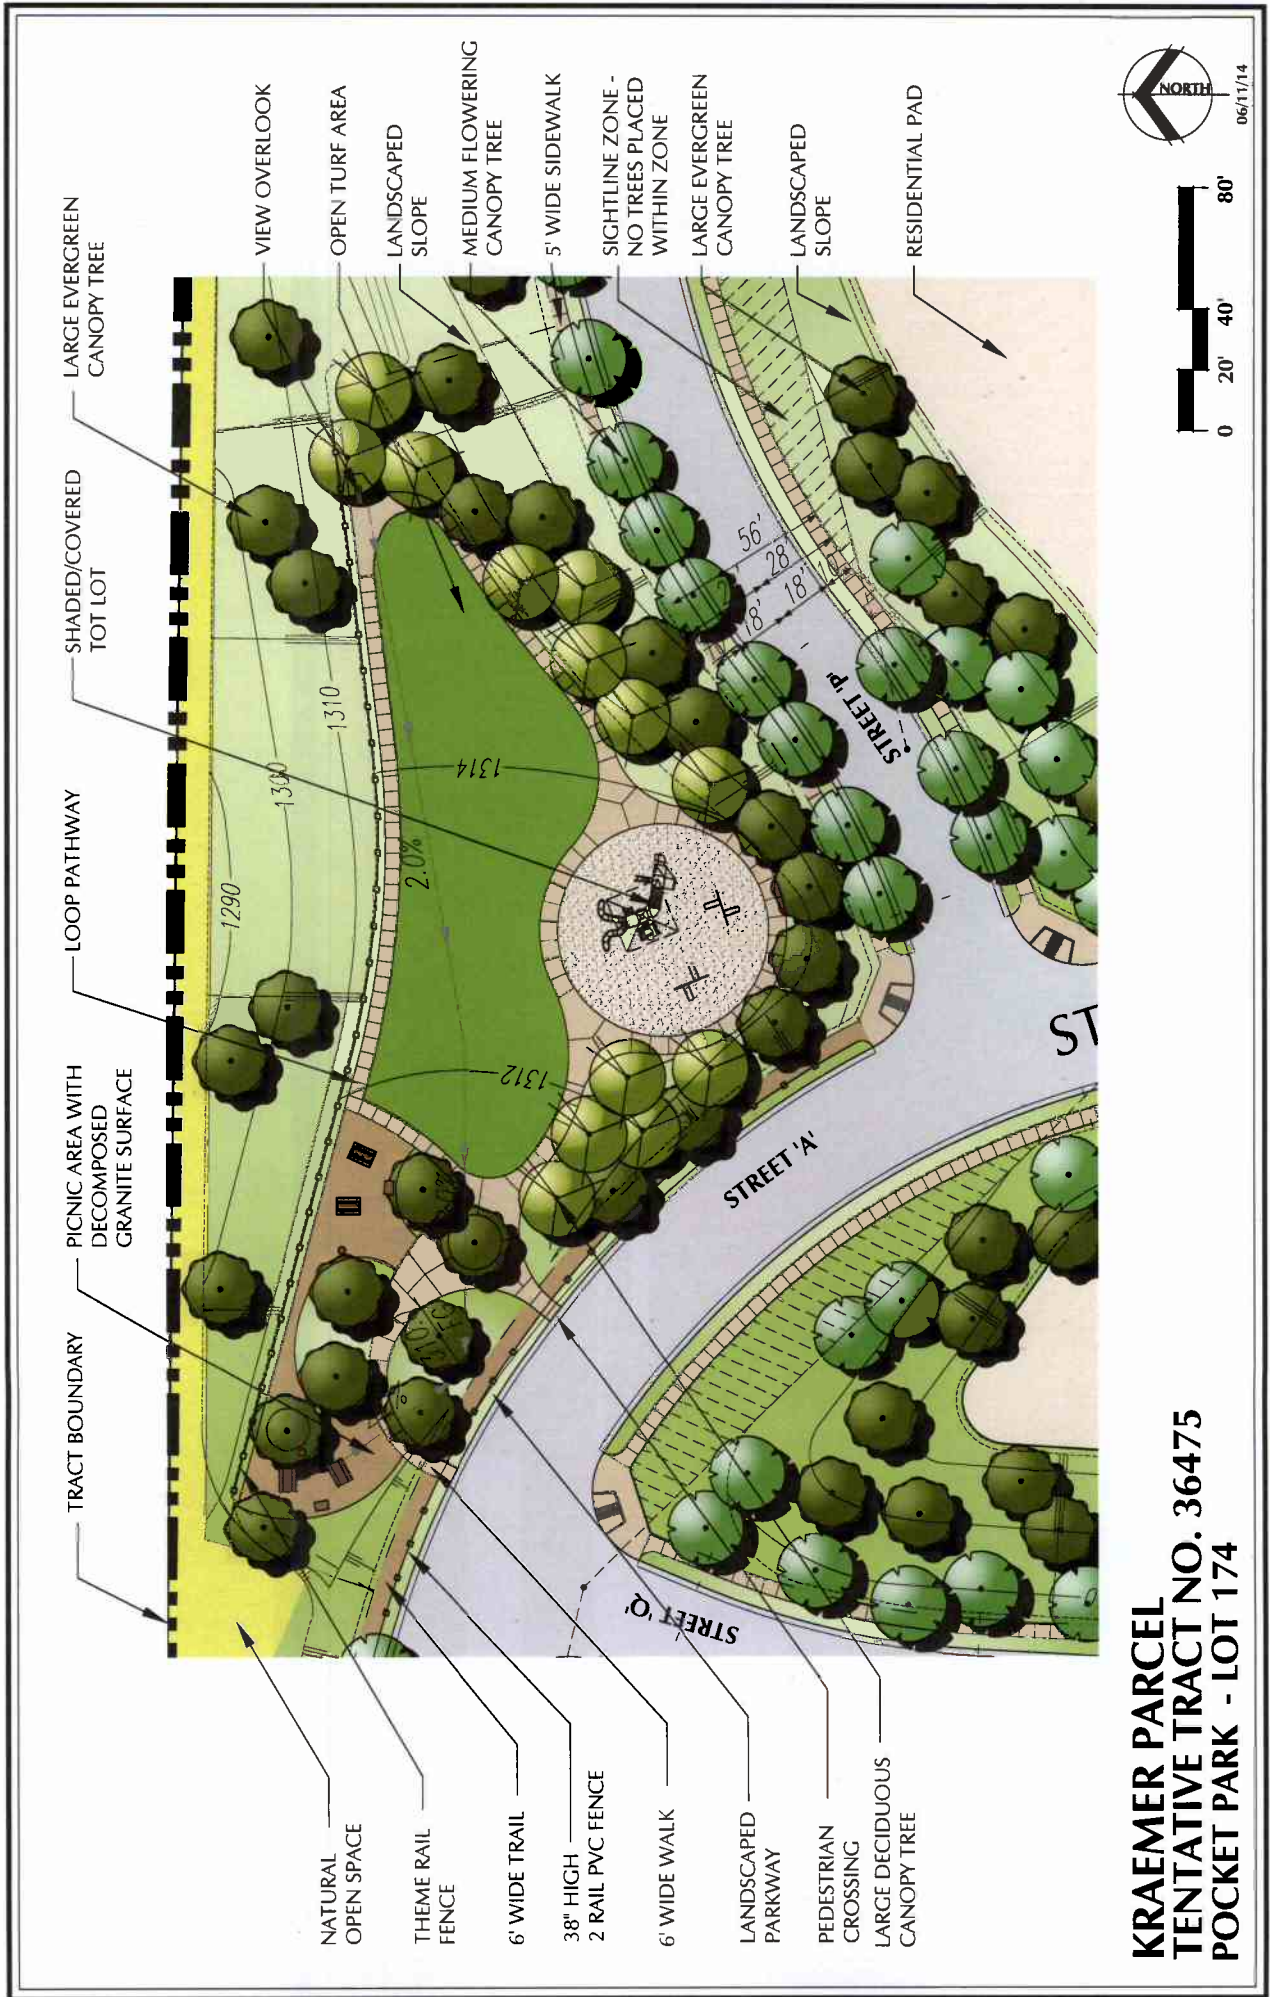 TRACT BOUNDARY
PICNIC AREA WITH
DECOMPOSED
GRANITE SURFACE
LOOP PATHWAY
SHADED/COVERED
TOT LOT
LARGE EVERGREEN
CANOPY TREE
VIEW OVERLOOK
OPEN TURF AREA
LANDSCAPED
SLOPE
MEDIUM FLOWERING
CANOPY TREE
5' WIDE SIDEWALK
SIGHTLINE ZONE -
NO TREES PLACED
WITHIN ZONE
LARGE EVERGREEN
CANOPY TREE
LANDSCAPED
SLOPE
RESIDENTIAL PAD
NATURAL
OPEN SPACE
THEME RAIL
FENCE
6' WIDE TRAIL
38" HIGH
2 RAIL PVC FENCE
6' WIDE WALK
LANDSCAPED
PARKWAY
PEDESTRIAN
CROSSING
LARGE DECIDUOUS
CANOPY TREE
1290
1300
1310
2.0%
1314
1312
1310
56'
28'
18'
18'
STREET 'P'
STREET 'A'
STREET 'Q'
ST
KRAEMER PARCEL
TENTATIVE TRACT NO. 36475
POCKET PARK - LOT 174
0
20'
40'
80'
NORTH
06/11/14